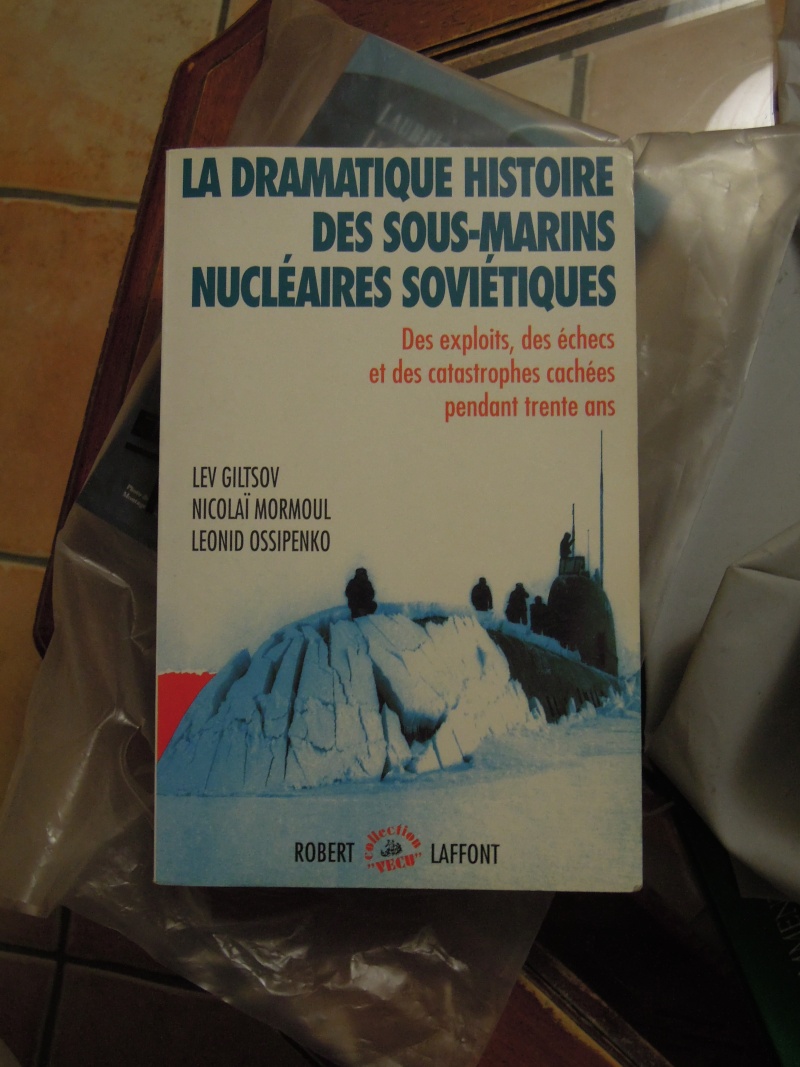 LA DRAMATIQUE HISTOIRE
DES SOUS-MARINS
NUCLÉAIRES SOVIÉTIQUES
Des exploits, des échecs
et des catastrophes cachées
pendant trente ans
LEV GILTSOV
NICOLAÏ MORMOUL
LEONID OSSIPENKO
ROBERT
collection
"VECU"
LAFFONT